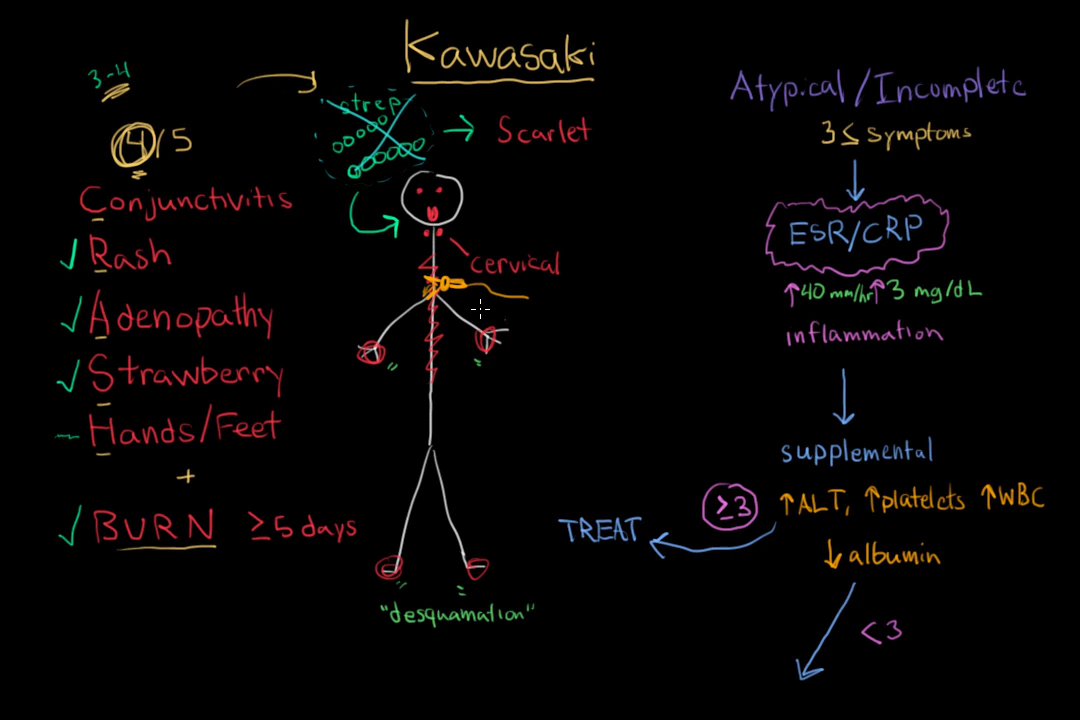 Kawasaki
3-4
4/5
strep
→ Scarlet
Conjunctivitis
✓ Rash
✓ Adenopathy
✓ Strawberry
~ Hands/Feet
+
✓ BURN ≥5 days
cervical
"desquamation"
Atypical/Incomplete
3≤ symptoms
ESR/CRP
↑40 mm/hr ↑3 mg/dL
inflammation
supplemental
≥3 ↑ALT, ↑platelets ↑WBC
TREAT
↓albumin
<3